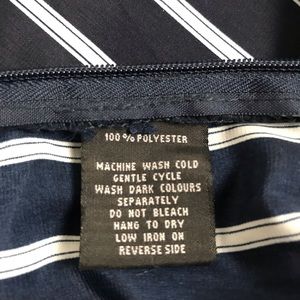 100% POLYESTER
MACHINE WASH COLD
GENTLE CYCLE
WASH DARK COLOURS
SEPARATELY
DO NOT BLEACH
HANG TO DRY
LOW IRON ON
REVERSE SIDE